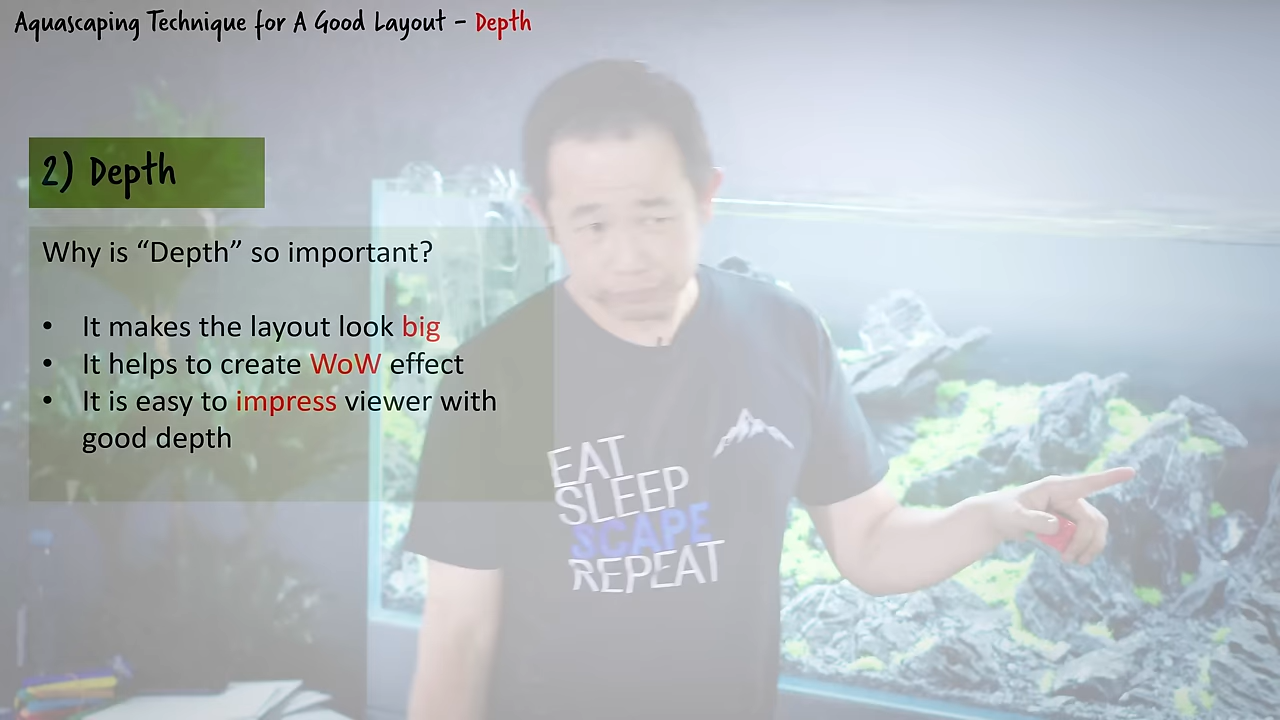 Aquascaping Technique for A Good Layout – Depth
2) Depth
Why is “Depth” so important?
• It makes the layout look big
• It helps to create WoW effect
• It is easy to impress viewer with
good depth
EAT
SLEEP
SCAPE
REPEAT